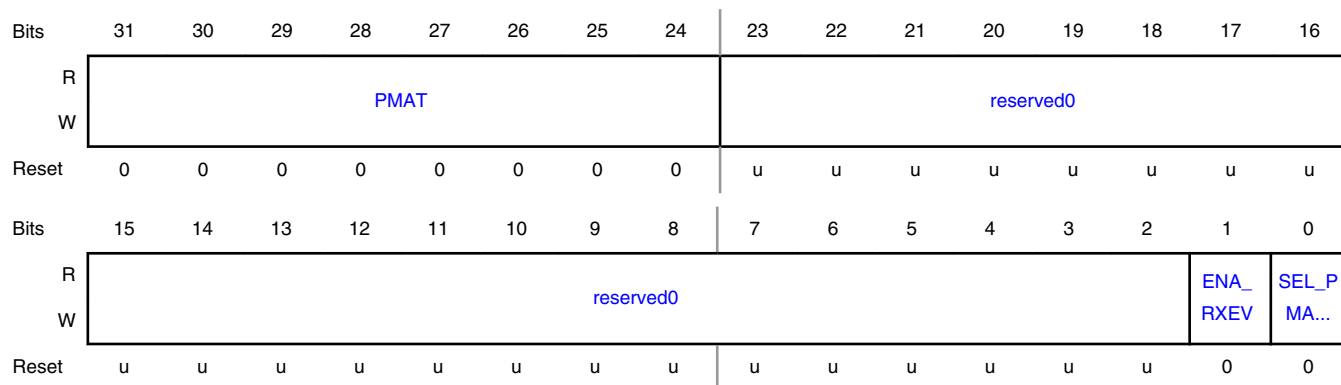 Bits 31 30 29 28 27 26 25 24 23 22 21 20 19 18 17 16
R
PMAT reserved0
W
Reset 0 0 0 0 0 0 0 0 u u u u u u u u
Bits 15 14 13 12 11 10 9 8 7 6 5 4 3 2 1 0
R ENA_ SEL_P
reserved0
W RXEV MA...
Reset u u u u u u u u u u u u u u 0 0